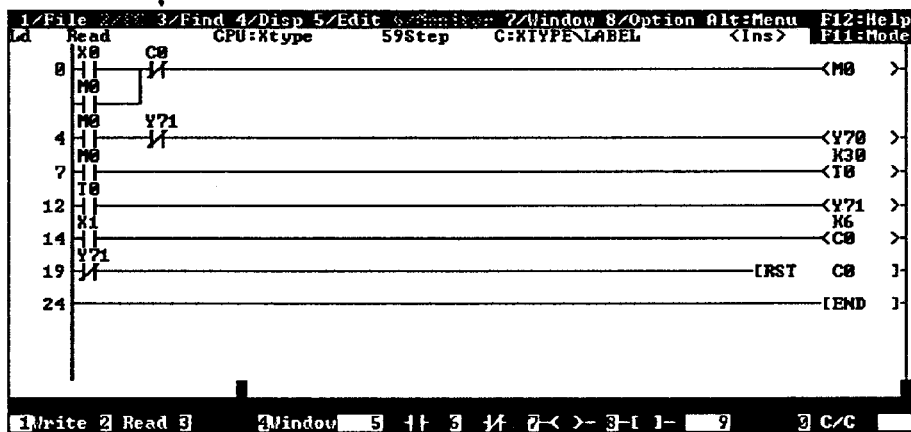 1/File 3/Find 4/Disp 5/Edit 7/Window 8/Option Alt:Menu F12:Help
Ld Read CPU:Xtype 59Step C:XTYPE\LABEL <Ins> F11:Mode
X0 C0
0 <M0 >
M0
M0 Y71
4 <Y70 >
M0 K30
7 <T0 >
T0
12 <Y71 >
X1 K6
14 <C0 >
Y71
19 [RST C0 ]
24 [END ]
1Write 2 Read 3 4Window 5 6 7-< >- 8-[ ]- 9 0 C/C